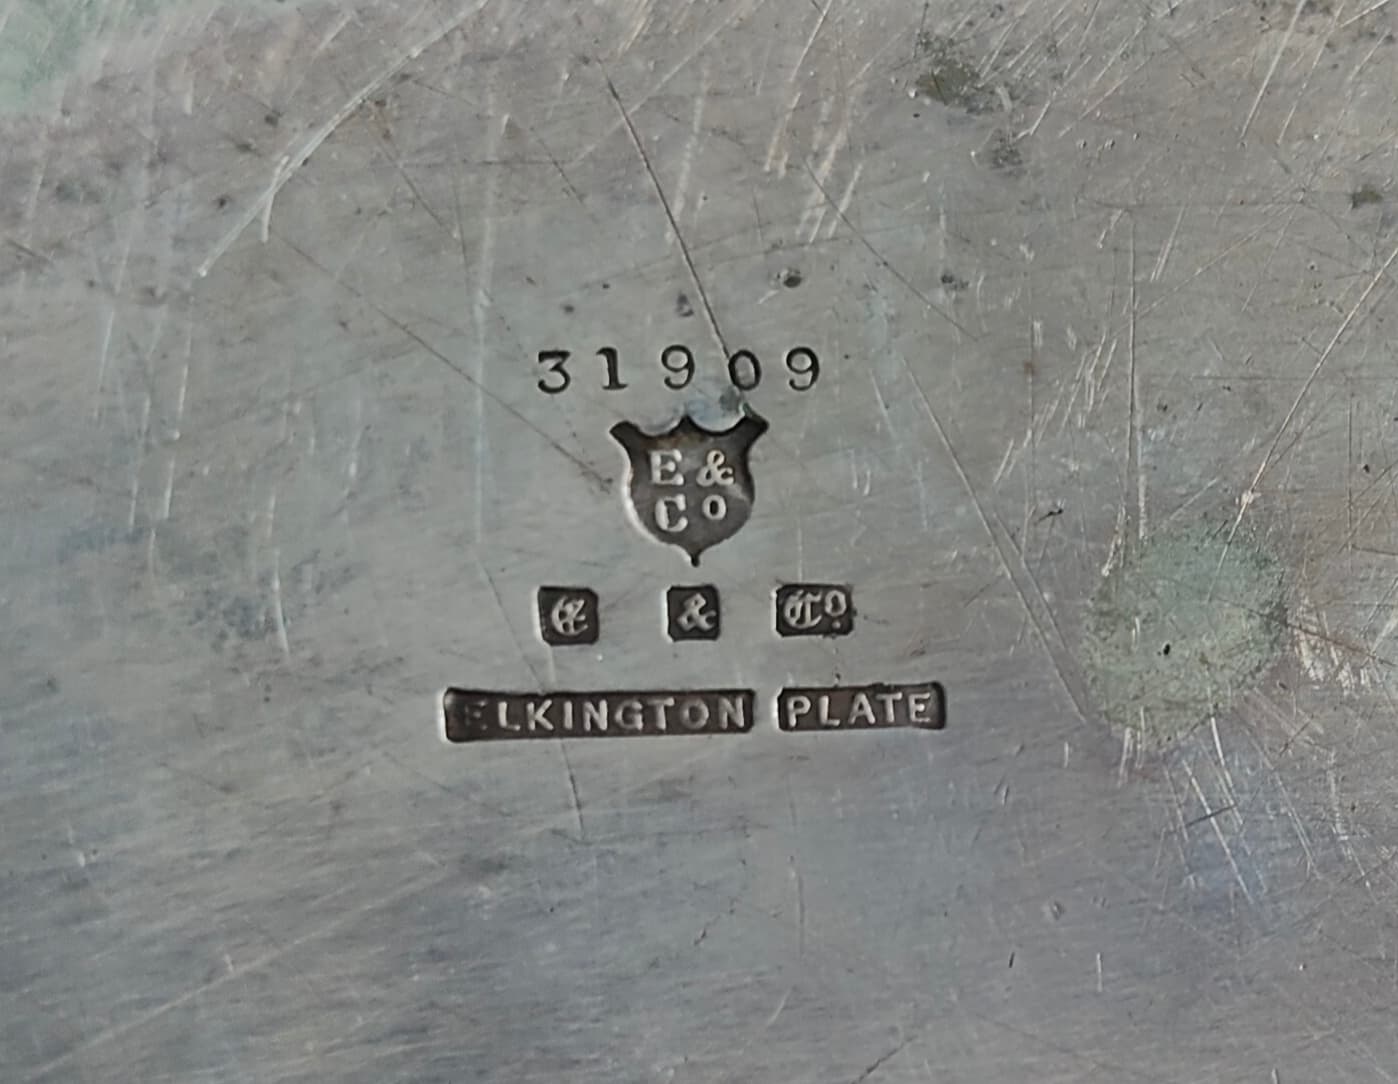 31909
E &
Co
E & Co.
ELKINGTON PLATE